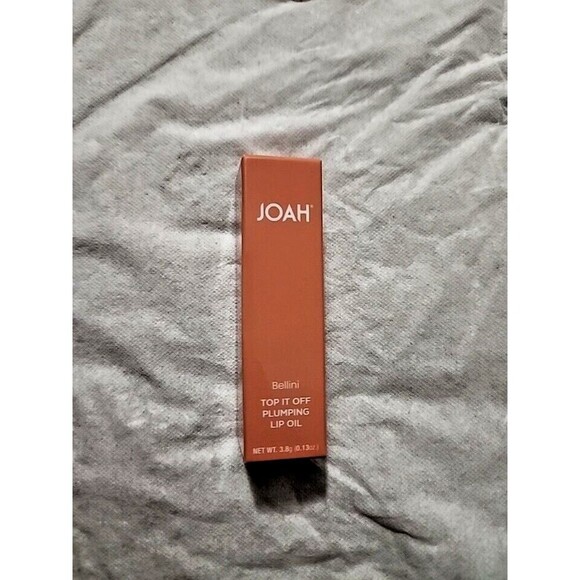 JOAH®
Bellini
TOP IT OFF
PLUMPING
LIP OIL
NET WT. 3.8g (0.13oz.)